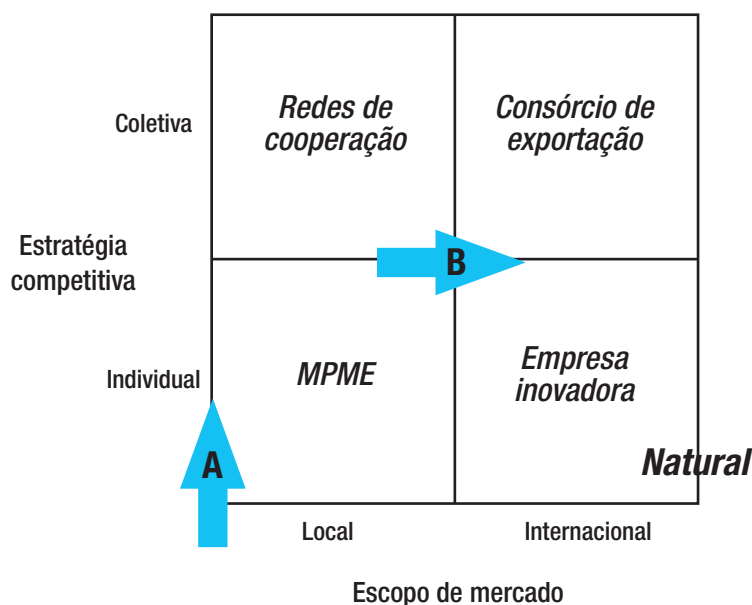 Coletiva
Redes de
cooperação
Consórcio de
exportação
Estratégia
competitiva
B
Individual
MPME
Empresa
inovadora
A
Natural
Local
Internacional
Escopo de mercado